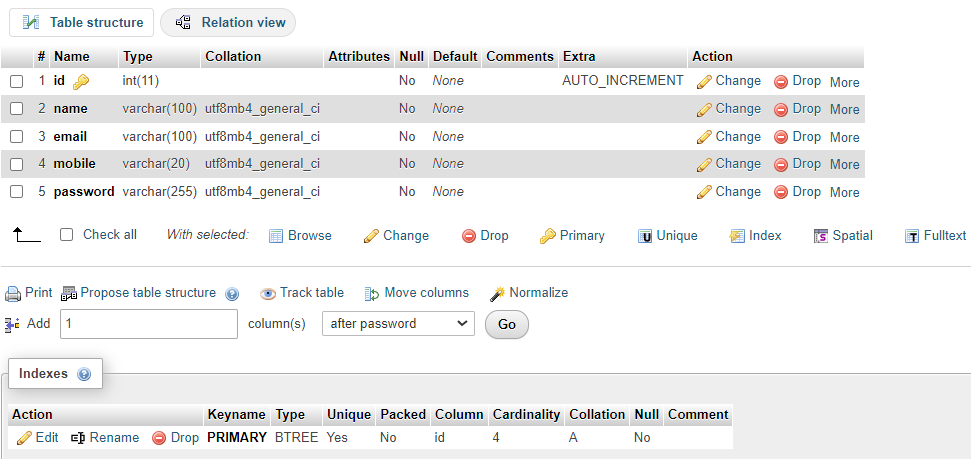 Table structure Relation view
# Name Type Collation Attributes Null Default Comments Extra Action
1 id int(11) No None AUTO_INCREMENT Change Drop More
2 name varchar(100) utf8mb4_general_ci No None Change Drop More
3 email varchar(100) utf8mb4_general_ci No None Change Drop More
4 mobile varchar(20) utf8mb4_general_ci No None Change Drop More
5 password varchar(255) utf8mb4_general_ci No None Change Drop More
Check all With selected: Browse Change Drop Primary Unique Index Spatial Fulltext
Print Propose table structure Track table Move columns Normalize
Add 1 column(s) after password Go
Indexes
Action Keyname Type Unique Packed Column Cardinality Collation Null Comment
Edit Rename Drop PRIMARY BTREE Yes No id 4 A No